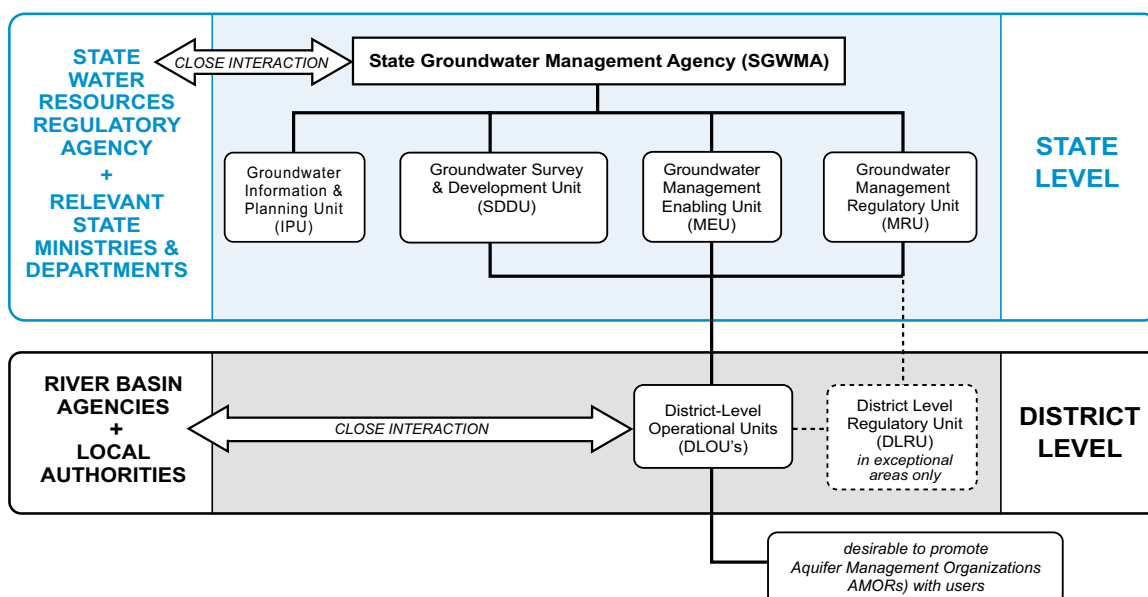 STATE
WATER
RESOURCES
REGULATORY
AGENCY
+
RELEVANT
STATE
MINISTRIES &
DEPARTMENTS
CLOSE INTERACTION
State Groundwater Management Agency (SGWMA)
Groundwater
Information &
Planning Unit
(IPU)
Groundwater Survey
& Development Unit
(SDDU)
Groundwater
Management
Enabling Unit
(MEU)
Groundwater
Management
Regulatory Unit
(MRU)
STATE
LEVEL
RIVER BASIN
AGENCIES
+
LOCAL
AUTHORITIES
CLOSE INTERACTION
District-Level
Operational Units
(DLOU's)
District Level
Regulatory Unit
(DLRU)
in exceptional
areas only
DISTRICT
LEVEL
desirable to promote
Aquifer Management Organizations
AMORs) with users